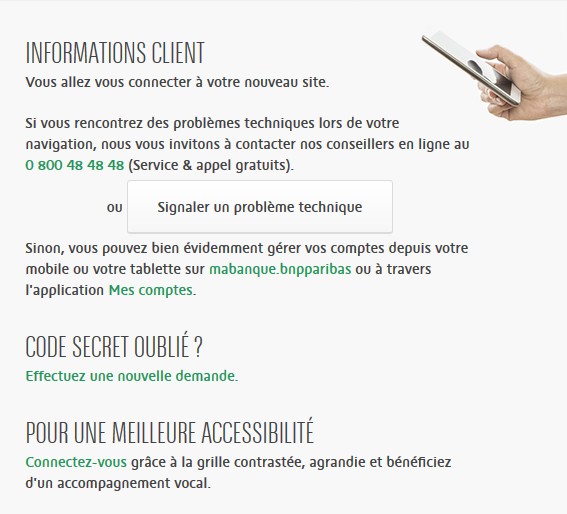 INFORMATIONS CLIENT
Vous allez vous connecter à votre nouveau site.
Si vous rencontrez des problèmes techniques lors de votre
navigation, nous vous invitons à contacter nos conseillers en ligne au
0 800 48 48 48 (Service & appel gratuits).
ou Signaler un problème technique
Sinon, vous pouvez bien évidemment gérer vos comptes depuis votre
mobile ou votre tablette sur mabanque.bnpparibas ou à travers
l'application Mes comptes.
CODE SECRET OUBLIÉ ?
Effectuez une nouvelle demande.
POUR UNE MEILLEURE ACCESSIBILITÉ
Connectez-vous grâce à la grille contrastée, agrandie et bénéficiez
d'un accompagnement vocal.